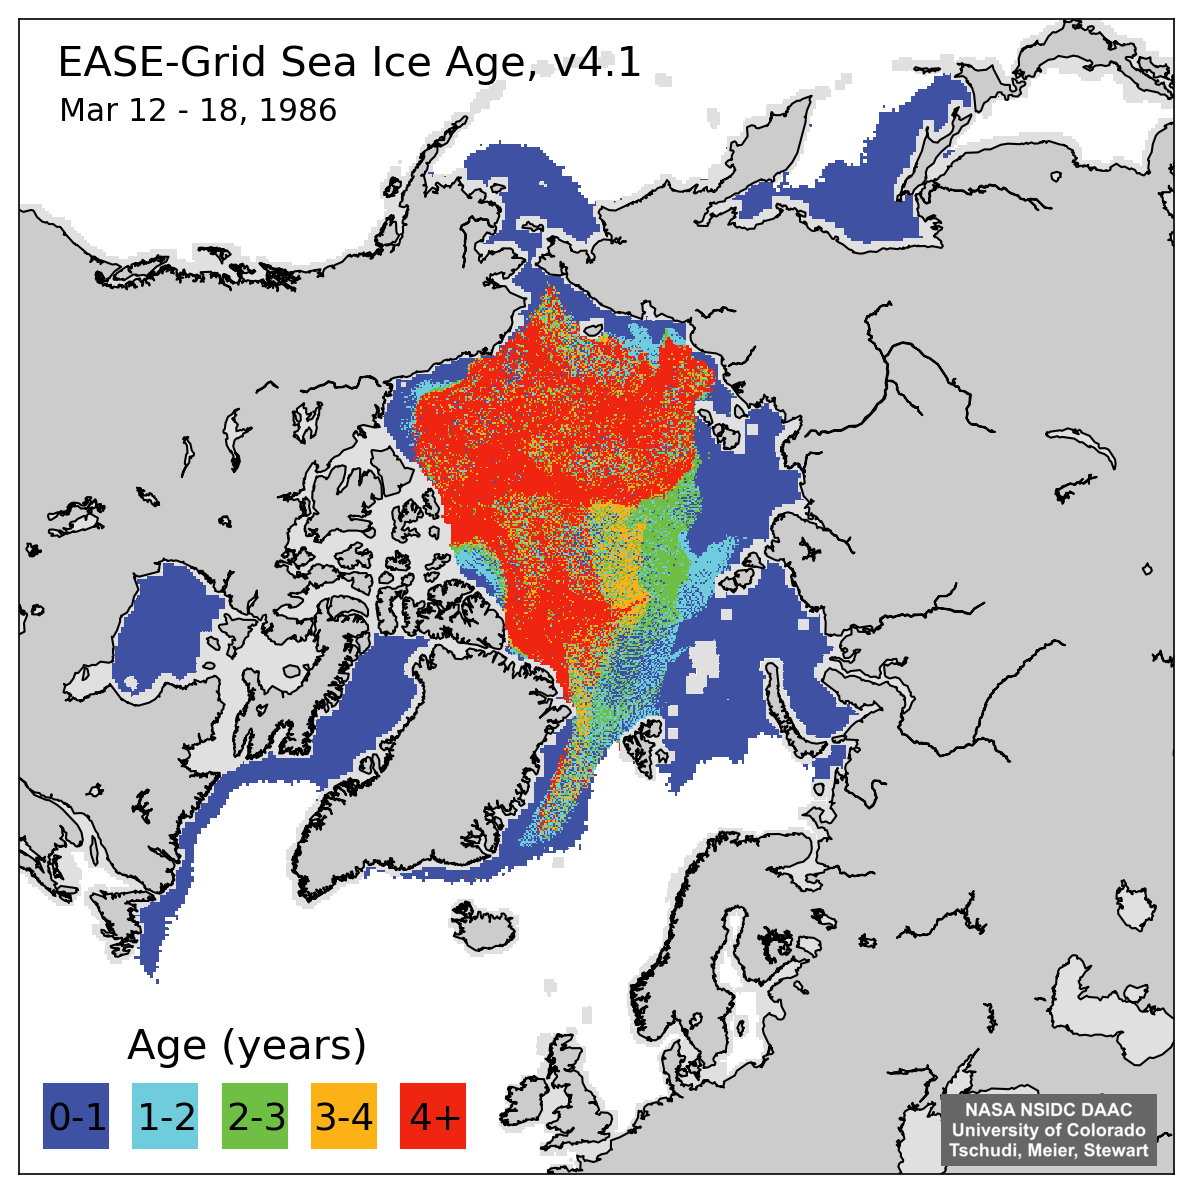 EASE-Grid Sea Ice Age, v4.1
Mar 12 - 18, 1986
Age (years)
0-1 1-2 2-3 3-4 4+
NASA NSIDC DAAC
University of Colorado
Tschudi, Meier, Stewart